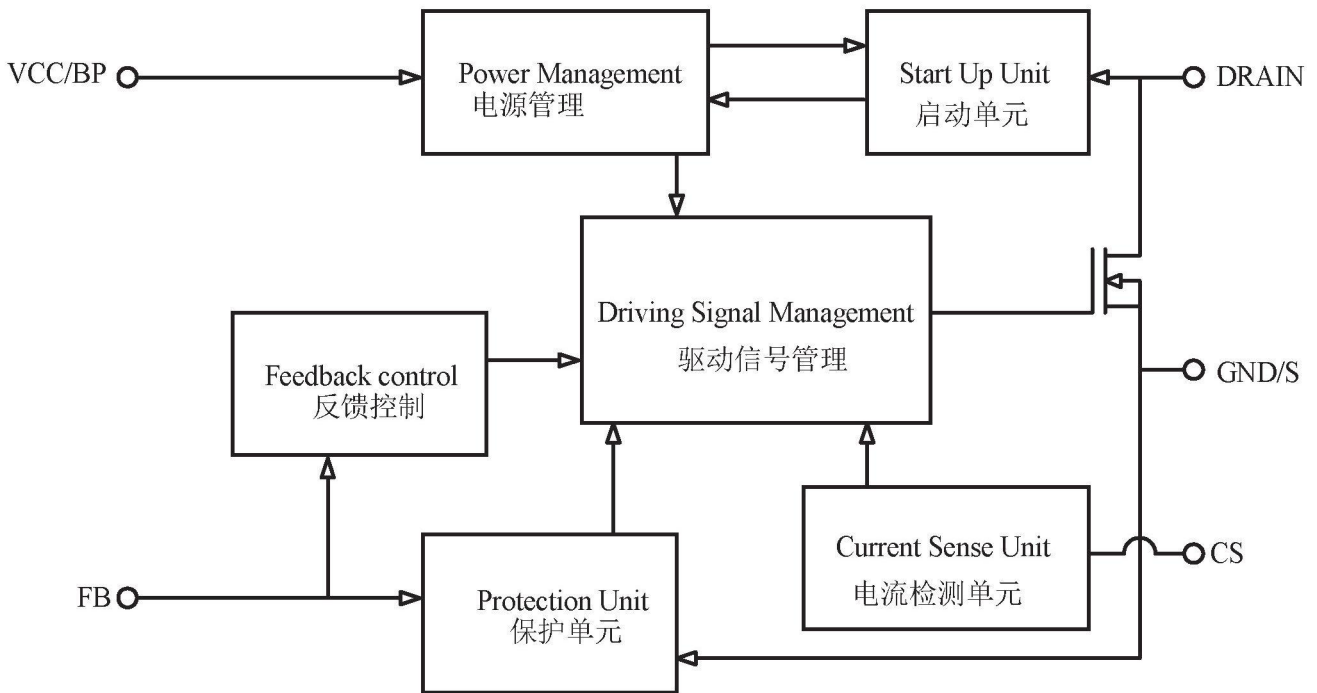 VCC/BP
Power Management
电源管理
Start Up Unit
启动单元
DRAIN
Driving Signal Management
驱动信号管理
Feedback control
反馈控制
GND/S
Current Sense Unit
电流检测单元
CS
FB
Protection Unit
保护单元